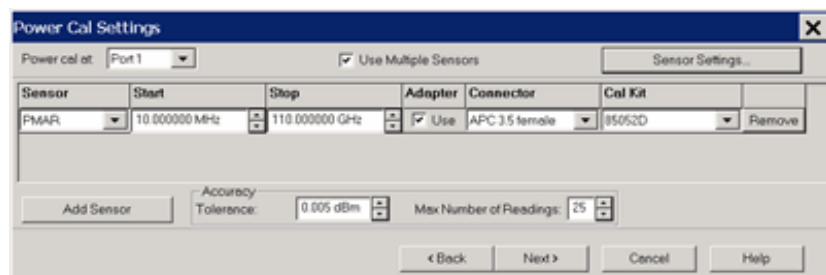 Power Cal Settings
Power cal at: Port 1 Use Multiple Sensors Sensor Settings...
Sensor Start Stop Adapter Connector Cal Kit
PMAR 10.000000 MHz 110.000000 GHz Use APC 3.5 female 85052D Remove
Accuracy
Add Sensor Tolerance: 0.005 dBm Max Number of Readings: 25
< Back Next > Cancel Help